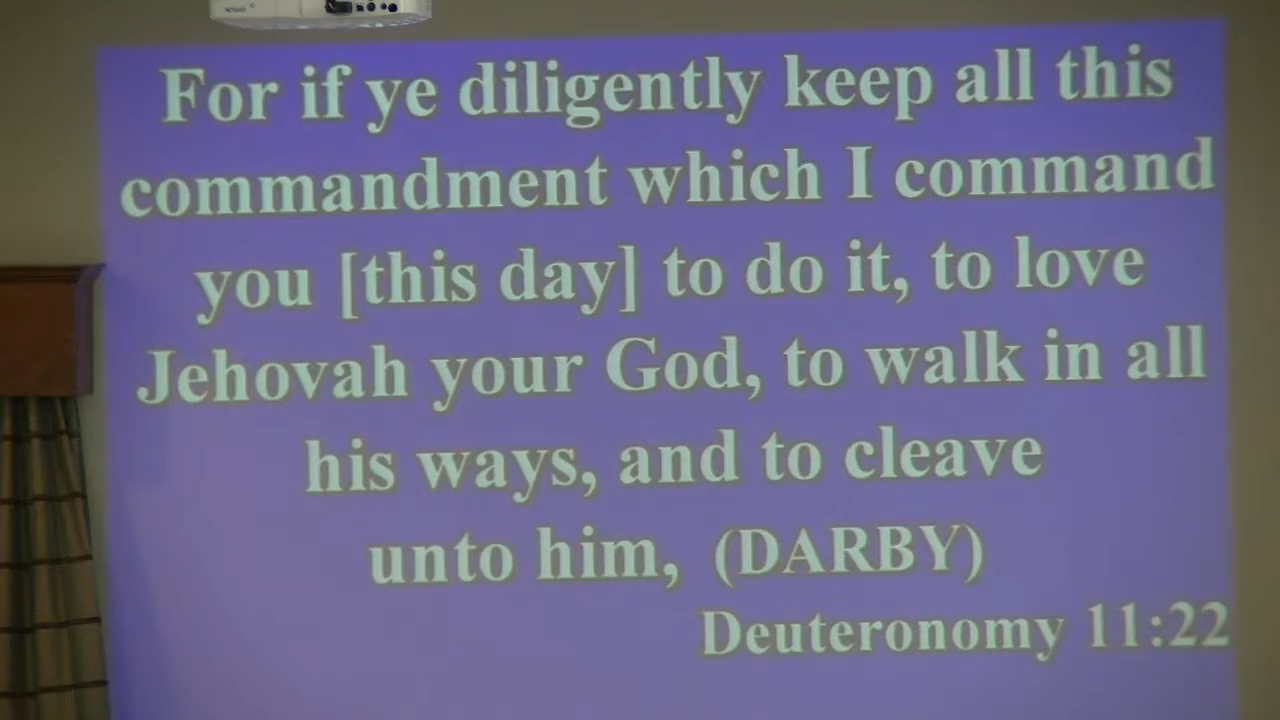 For if ye diligently keep all this
commandment which I command
you [this day] to do it, to love
Jehovah your God, to walk in all
his ways, and to cleave
unto him, (DARBY)
Deuteronomy 11:22